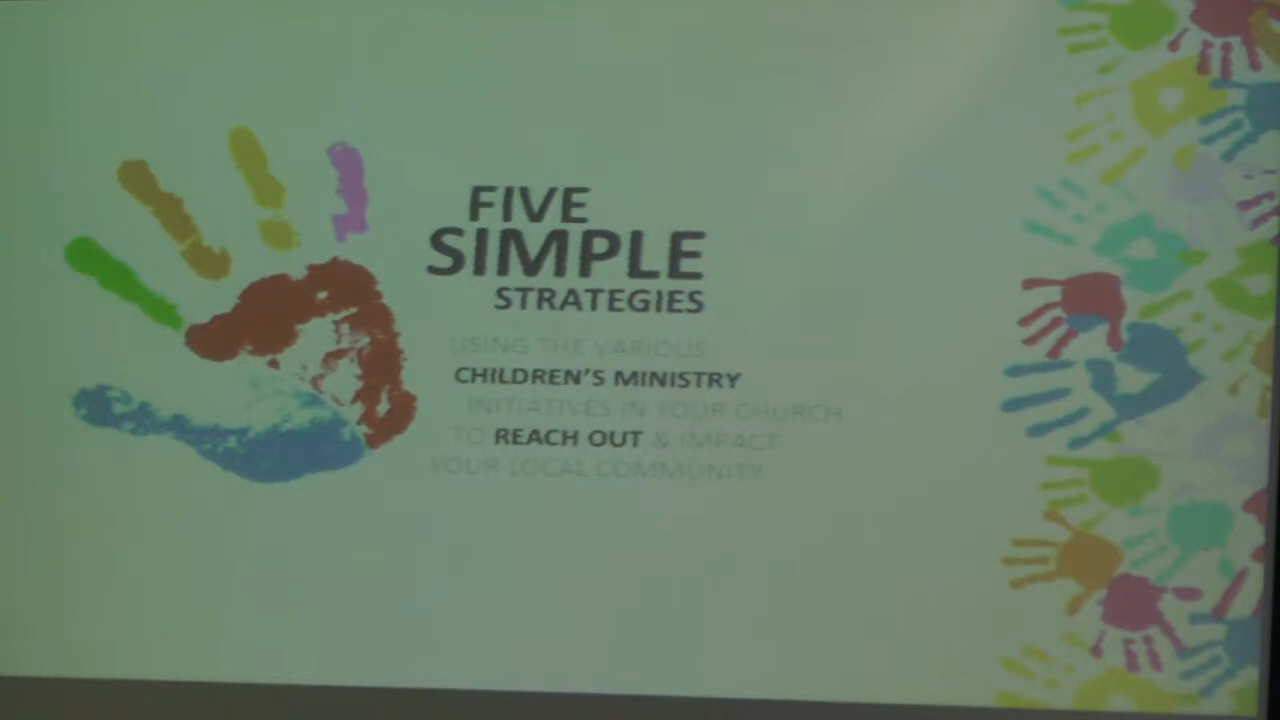 FIVE
SIMPLE
STRATEGIES
USING THE VARIOUS
CHILDREN'S MINISTRY
INITIATIVES IN YOUR CHURCH
TO REACH OUT & IMPACT
YOUR LOCAL COMMUNITY